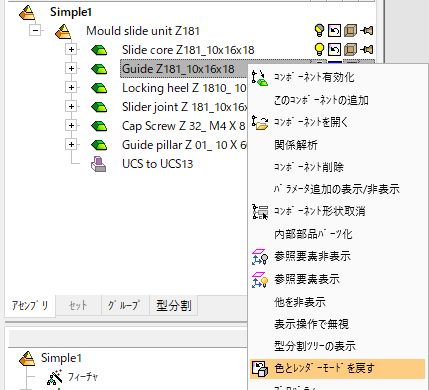 Simple1
Mould slide unit Z181
Slide core Z181_10x16x18
Guide Z181_10x16x18
Locking heel Z 1810_ 10
Slider joint Z 181_10x16
Cap Screw Z 32_ M4 X 8
Guide pillar Z 01_ 10 X 6
UCS to UCS13
コンポーネント有効化
このコンポーネントの追加
コンポーネントを開く
関係解析
コンポーネント削除
パラメータ追加の表示/非表示
コンポーネント形状取消
内部部品パーツ化
参照要素非表示
参照要素表示
他を非表示
表示操作で無視
型分割ツリーの表示
色とレンダーモードを戻す
アセンブリ セット グループ 型分割
Simple1
フィーチャ